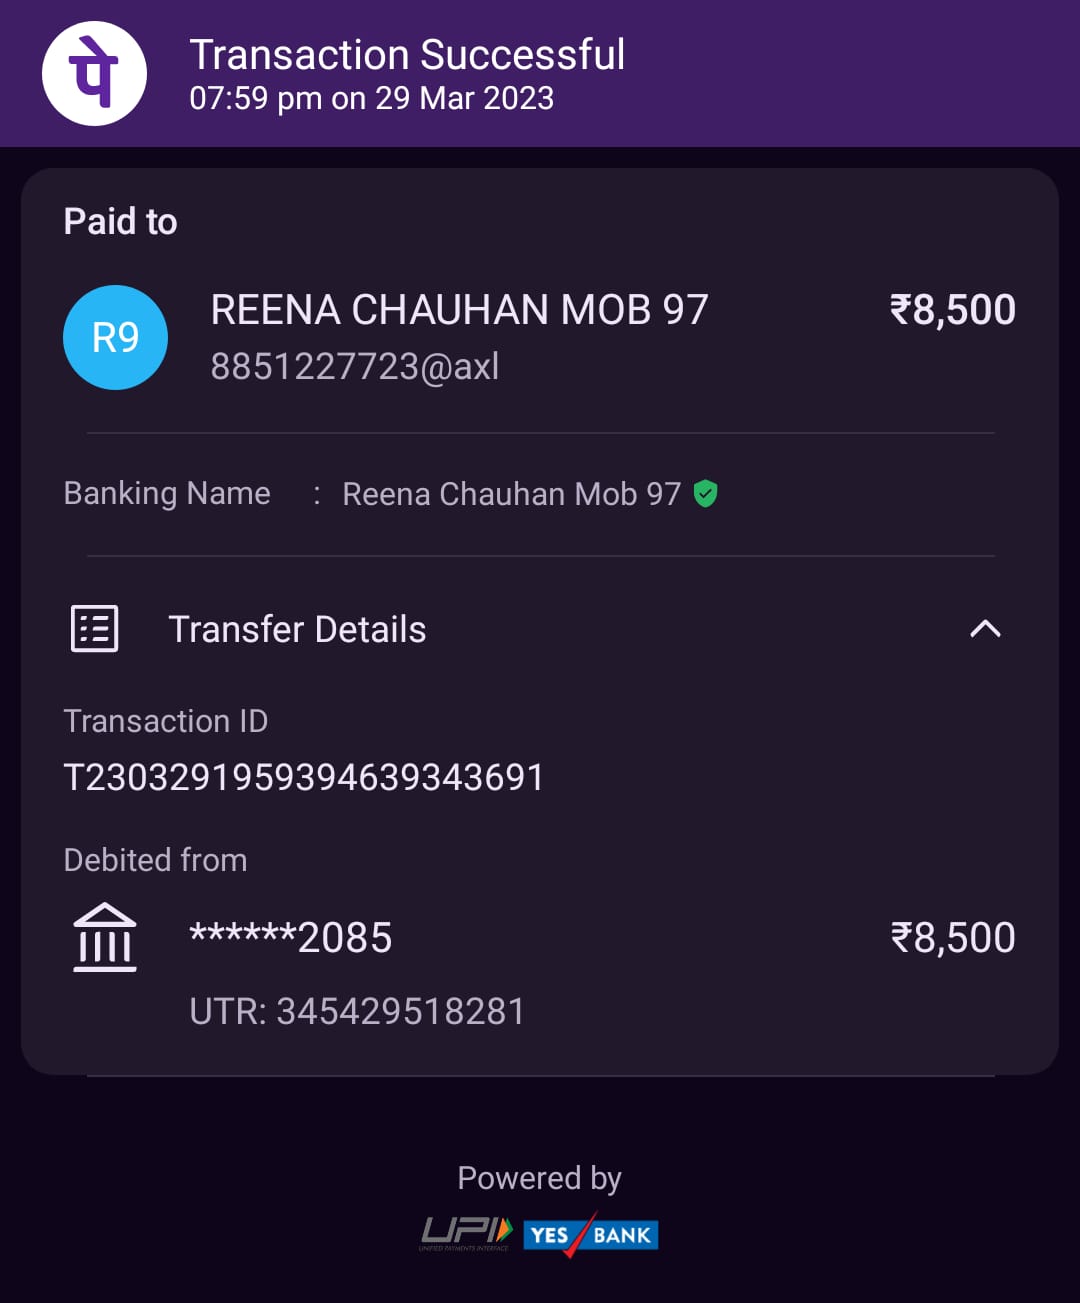 पे
Transaction Successful
07:59 pm on 29 Mar 2023
Paid to
R9
REENA CHAUHAN MOB 97 ₹8,500
8851227723@axl
Banking Name : Reena Chauhan Mob 97
Transfer Details
Transaction ID
T2303291959394639343691
Debited from
******2085 ₹8,500
UTR: 345429518281
Powered by
UPI YES BANK
UNIFIED PAYMENTS INTERFACE